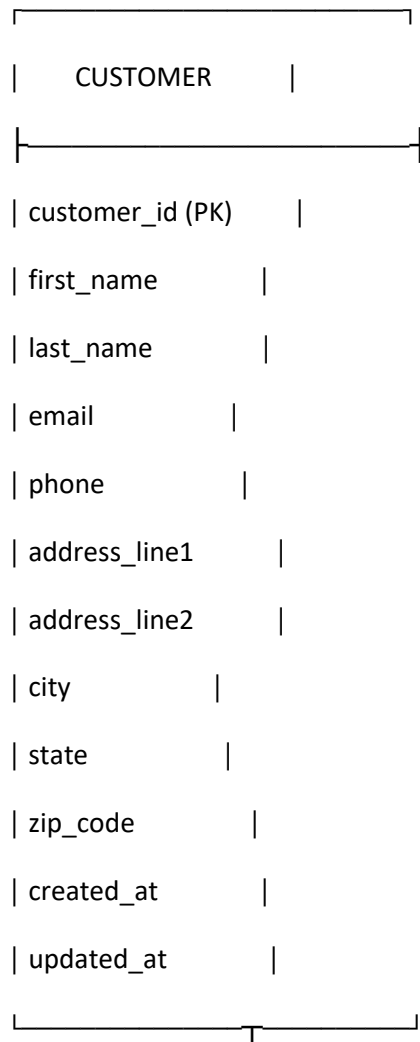 ┌─────────────────────────┐
│ CUSTOMER │
├─────────────────────────┤
│ customer_id (PK) │
│ first_name │
│ last_name │
│ email │
│ phone │
│ address_line1 │
│ address_line2 │
│ city │
│ state │
│ zip_code │
│ created_at │
│ updated_at │
└───────────────┬─────────┘